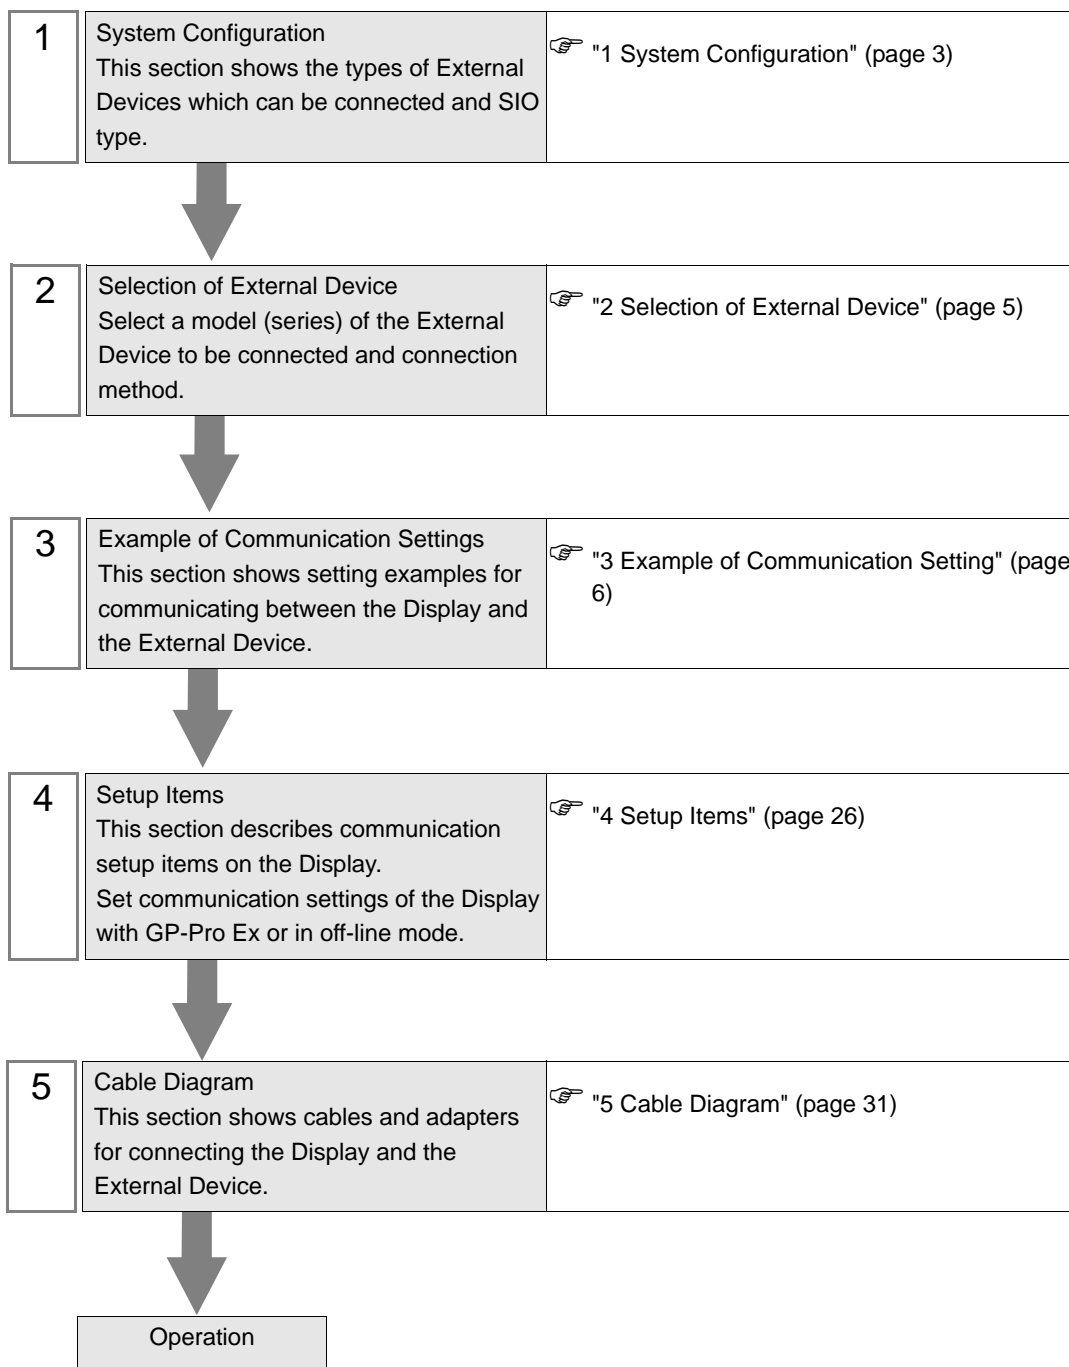 1
System Configuration
This section shows the types of External
Devices which can be connected and SIO
type.
"1 System Configuration" (page 3)
2
Selection of External Device
Select a model (series) of the External
Device to be connected and connection
method.
"2 Selection of External Device" (page 5)
3
Example of Communication Settings
This section shows setting examples for
communicating between the Display and
the External Device.
"3 Example of Communication Setting" (page
6)
4
Setup Items
This section describes communication
setup items on the Display.
Set communication settings of the Display
with GP-Pro Ex or in off-line mode.
"4 Setup Items" (page 26)
5
Cable Diagram
This section shows cables and adapters
for connecting the Display and the
External Device.
"5 Cable Diagram" (page 31)
Operation